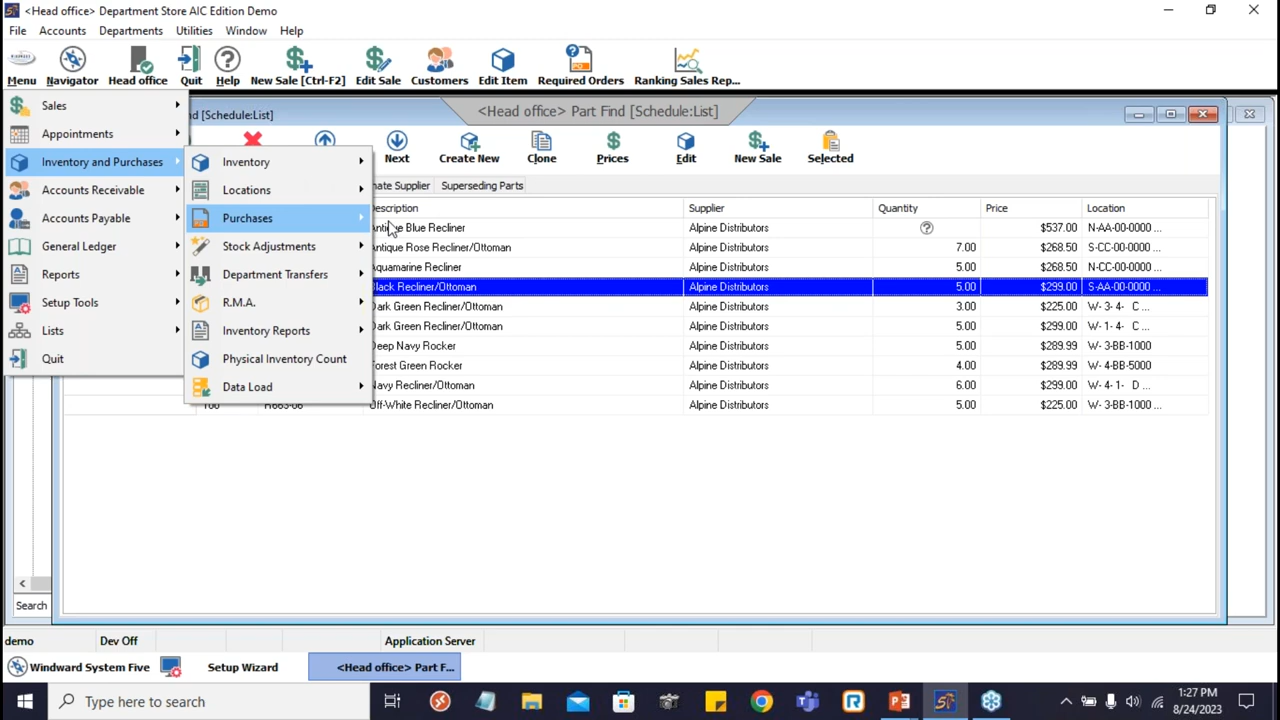 <Head office> Department Store AIC Edition Demo
File Accounts Departments Utilities Window Help
Menu Navigator Head office Quit Help New Sale [Ctrl-F2] Edit Sale Customers Edit Item Required Orders Ranking Sales Rep...
Sales
Appointments
Inventory and Purchases
Accounts Receivable
Accounts Payable
General Ledger
Reports
Setup Tools
Lists
Quit
Inventory
Locations
Purchases
Stock Adjustments
Department Transfers
R.M.A.
Inventory Reports
Physical Inventory Count
Data Load
[Schedule:List]
<Head office> Part Find [Schedule:List]
Next Create New Clone Prices Edit New Sale Selected
Supplier Superseding Parts
Description Supplier Quantity Price Location
Blue Recliner Alpine Distributors $537.00 N-AA-00-0000 ...
Antique Rose Recliner/Ottoman Alpine Distributors 7.00 $268.50 S-CC-00-0000 ...
Aquamarine Recliner Alpine Distributors 5.00 $268.50 N-CC-00-0000 ...
Black Recliner/Ottoman Alpine Distributors 5.00 $299.00 S-AA-00-0000 ...
Dark Green Recliner/Ottoman Alpine Distributors 3.00 $225.00 W- 3- 4- C ...
Dark Green Recliner/Ottoman Alpine Distributors 5.00 $299.00 W- 1- 4- C ...
Deep Navy Rocker Alpine Distributors 5.00 $289.99 W- 3-BB-1000
Forest Green Rocker Alpine Distributors 4.00 $289.99 W- 4-BB-5000
Navy Recliner/Ottoman Alpine Distributors 6.00 $299.00 W- 4- 1- D ...
Off-White Recliner/Ottoman Alpine Distributors 5.00 $225.00 W- 3-BB-1000 ...
Search
demo Dev Off Application Server
Windward System Five Setup Wizard <Head office> Part F...
Type here to search
1:27 PM
8/24/2023